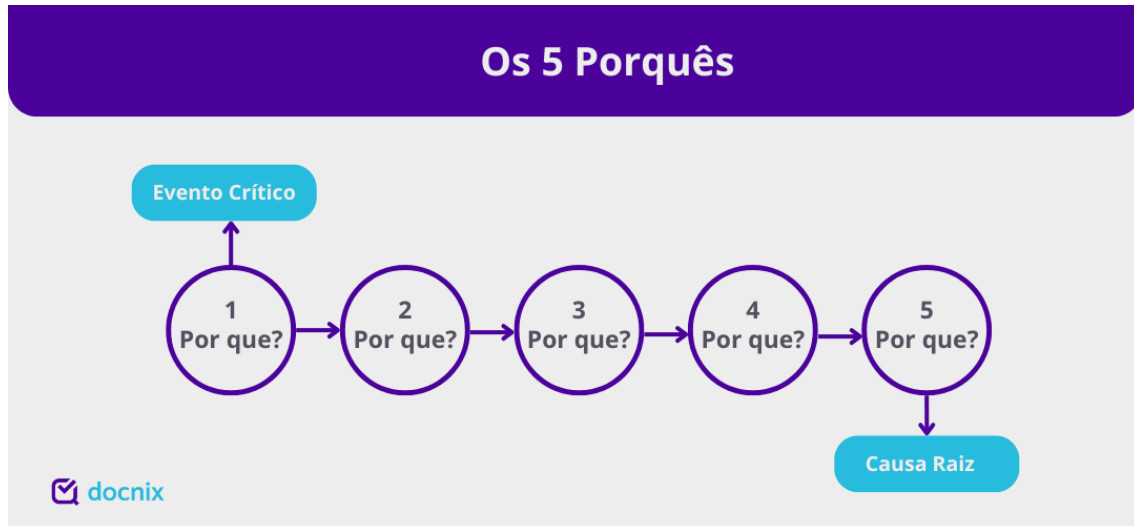 Os 5 Porquês
Evento Crítico
1
Por que?
2
Por que?
3
Por que?
4
Por que?
5
Por que?
Causa Raiz
docnix